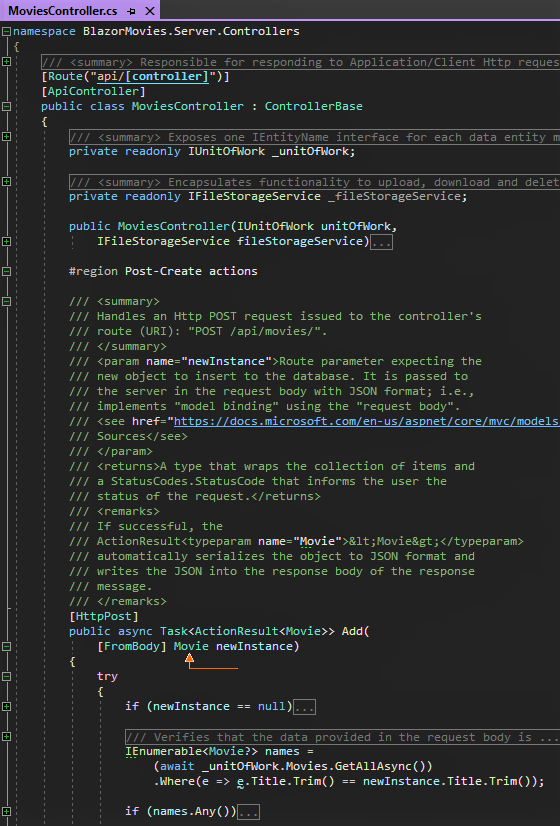 MoviesController.cs
namespace BlazorMovies.Server.Controllers
{
/// <summary> Responsible for responding to Application/Client Http reques
[Route("api/[controller]")]
[ApiController]
public class MoviesController : ControllerBase
{
/// <summary> Exposes one IEntityName interface for each data entity m
private readonly IUnitOfWork _unitOfWork;
/// <summary> Encapsulates functionality to upload, download and delet
private readonly IFileStorageService _fileStorageService;
public MoviesController(IUnitOfWork unitOfWork,
IFileStorageService fileStorageService)...
#region Post-Create actions
/// <summary>
/// Handles an Http POST request issued to the controller's
/// route (URI): "POST /api/movies/".
/// </summary>
/// <param name="newInstance">Route parameter expecting the
/// new object to insert to the database. It is passed to
/// the server in the request body with JSON format; i.e.,
/// implements "model binding" using the "request body".
/// <see href="https://docs.microsoft.com/en-us/aspnet/core/mvc/models
/// Sources</see>
/// </param>
/// <returns>A type that wraps the collection of items and
/// a StatusCodes.StatusCode that informs the user the
/// status of the request.</returns>
/// <remarks>
/// If successful, the
/// ActionResult<typeparam name="Movie">&lt;Movie&gt;</typeparam>
/// automatically serializes the object to JSON format and
/// writes the JSON into the response body of the response
/// message.
/// </remarks>
[HttpPost]
public async Task<ActionResult<Movie>> Add(
[FromBody] Movie newInstance)
{
try
{
if (newInstance == null)...
/// Verifies that the data provided in the request body is ...
IEnumerable<Movie?> names =
(await _unitOfWork.Movies.GetAllAsync())
.Where(e => e.Title.Trim() == newInstance.Title.Trim());
if (names.Any())...